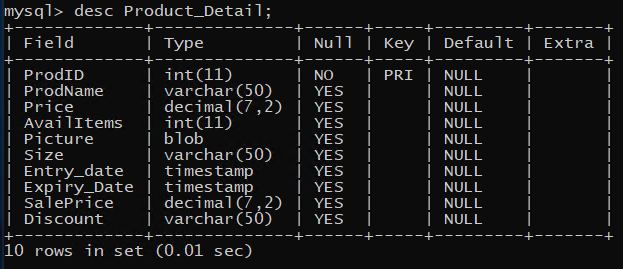 mysql> desc Product_Detail;
+-------------+--------------+------+-----+---------+-------+
| Field       | Type         | Null | Key | Default | Extra |
+-------------+--------------+------+-----+---------+-------+
| ProdID      | int(11)      | NO   | PRI | NULL    |       |
| ProdName    | varchar(50)  | YES  |     | NULL    |       |
| Price       | decimal(7,2) | YES  |     | NULL    |       |
| AvailItems  | int(11)      | YES  |     | NULL    |       |
| Picture     | blob         | YES  |     | NULL    |       |
| Size        | varchar(50)  | YES  |     | NULL    |       |
| Entry_date  | timestamp    | YES  |     | NULL    |       |
| Expiry_Date | timestamp    | YES  |     | NULL    |       |
| SalePrice   | decimal(7,2) | YES  |     | NULL    |       |
| Discount    | varchar(50)  | YES  |     | NULL    |       |
+-------------+--------------+------+-----+---------+-------+
10 rows in set (0.01 sec)